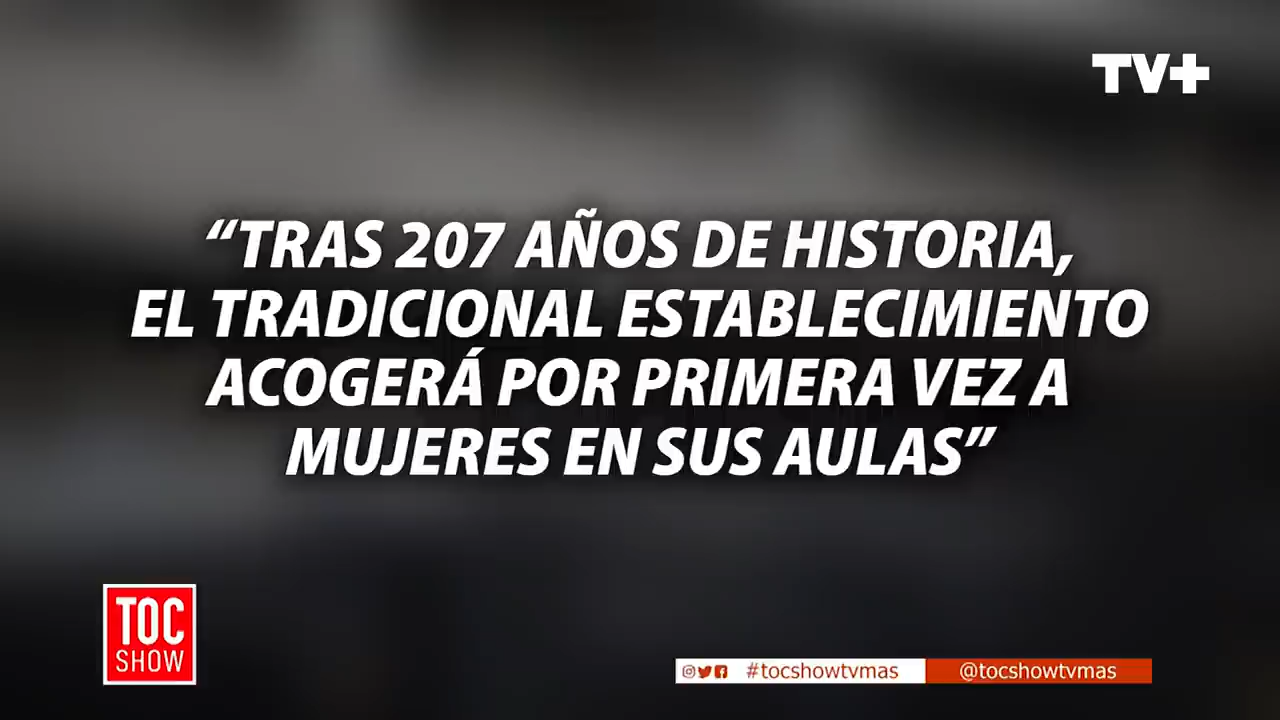 TV+
“TRAS 207 AÑOS DE HISTORIA,
EL TRADICIONAL ESTABLECIMIENTO
ACOGERÁ POR PRIMERA VEZ A
MUJERES EN SUS AULAS”
TOC
SHOW
#tocshowtvmas @tocshowtvmas